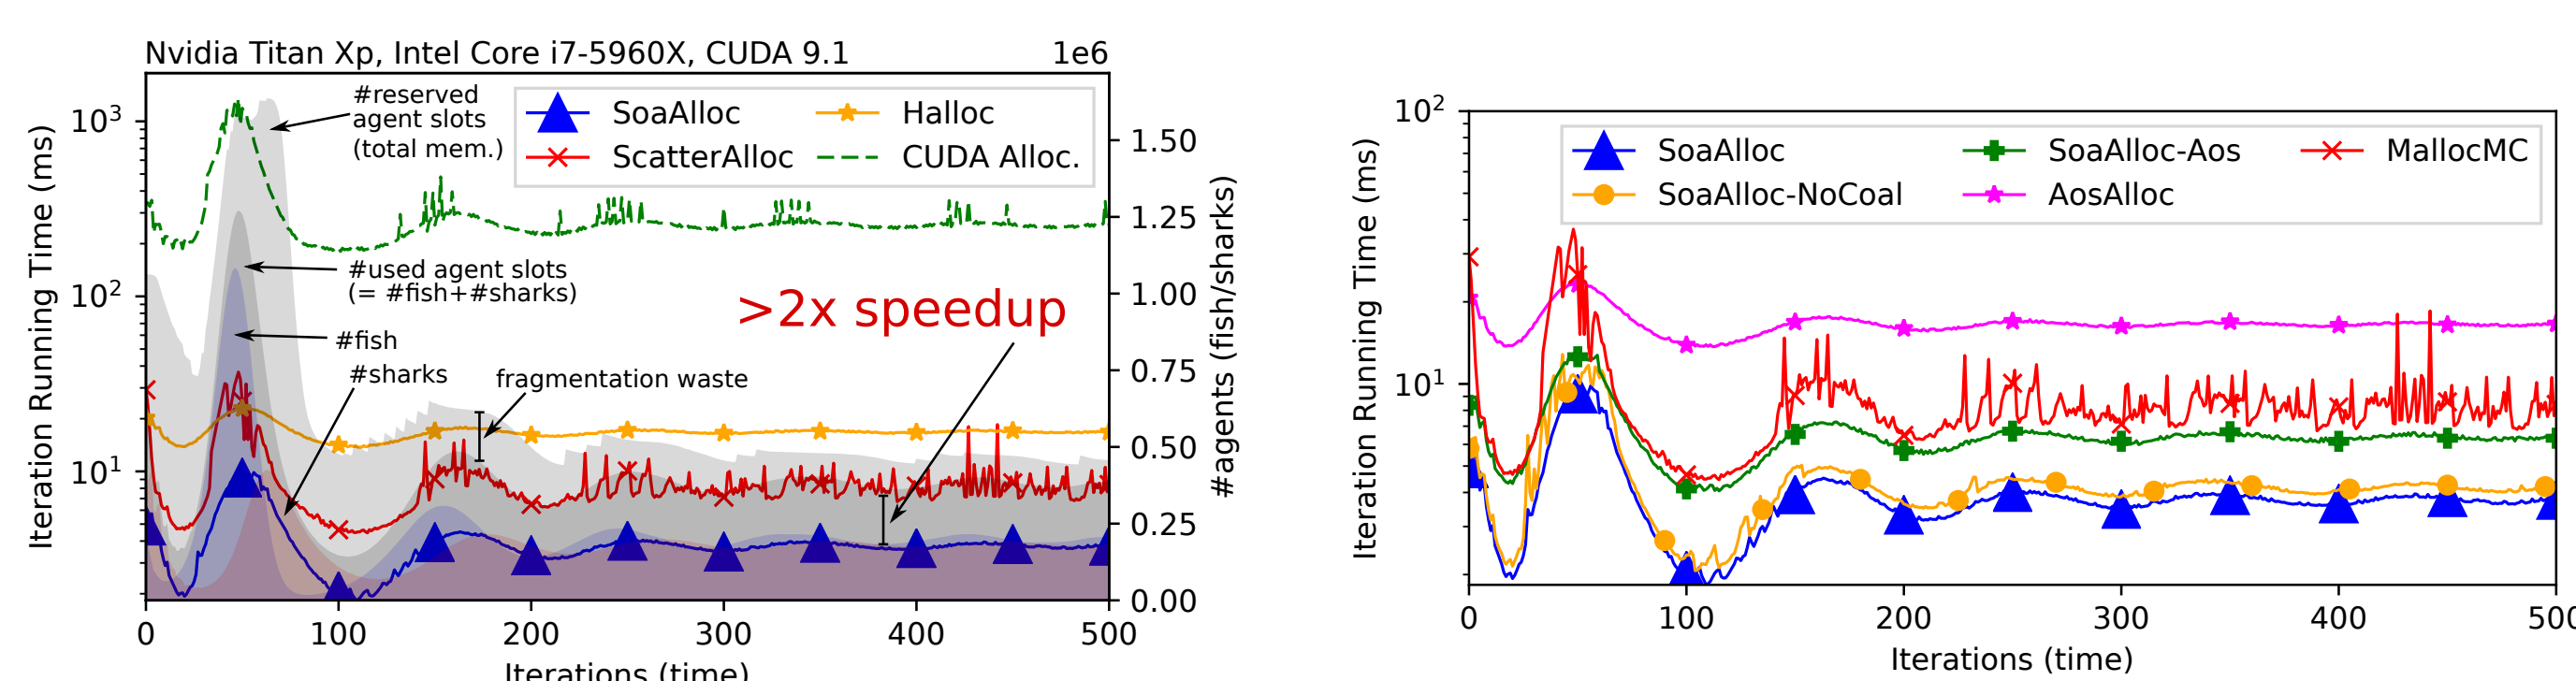 Nvidia Titan Xp, Intel Core i7-5960X, CUDA 9.1
1e6
Iteration Running Time (ms)
10³
10²
10¹
#reserved
agent slots
(total mem.)
SoaAlloc
ScatterAlloc
Halloc
CUDA Alloc.
#used agent slots
(= #fish+#sharks)
#fish
#sharks
fragmentation waste
>2x speedup
1.50
1.25
1.00
0.75
0.50
0.25
0.00
#agents (fish/sharks)
0
100
200
300
400
500
Iterations (time)
Iteration Running Time (ms)
10²
10¹
SoaAlloc
SoaAlloc-NoCoal
SoaAlloc-Aos
AosAlloc
MallocMC
0
100
200
300
400
500
Iterations (time)